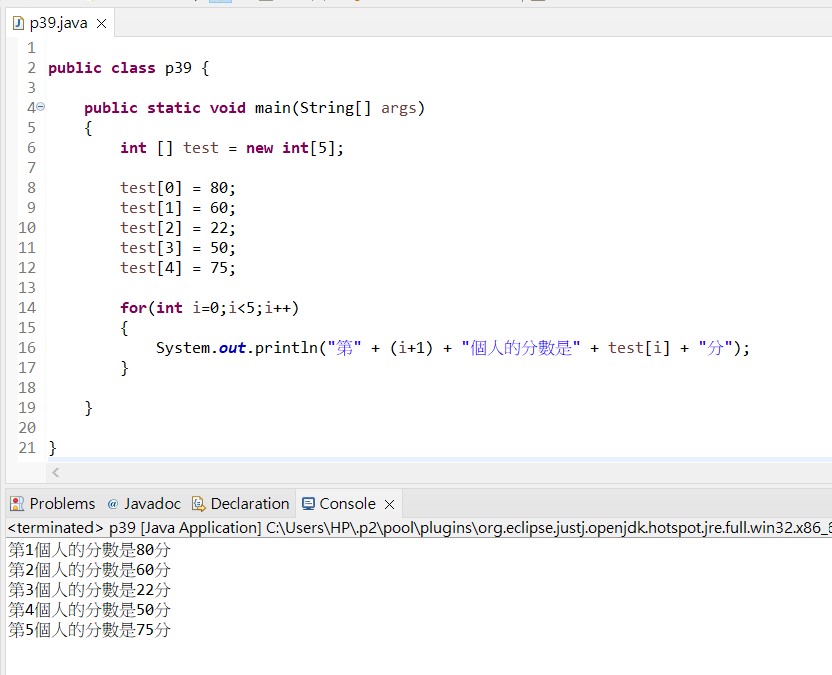 p39.java
1
2 public class p39 {
3
4 public static void main(String[] args)
5 {
6 int [] test = new int[5];
7
8 test[0] = 80;
9 test[1] = 60;
10 test[2] = 22;
11 test[3] = 50;
12 test[4] = 75;
13
14 for(int i=0;i<5;i++)
15 {
16 System.out.println("第" + (i+1) + "個人的分數是" + test[i] + "分");
17 }
18
19 }
20
21 }
Problems @ Javadoc Declaration Console
<terminated> p39 [Java Application] C:\Users\HP\.p2\pool\plugins\org.eclipse.justj.openjdk.hotspot.jre.full.win32.x86_6
第1個人的分數是80分
第2個人的分數是60分
第3個人的分數是22分
第4個人的分數是50分
第5個人的分數是75分